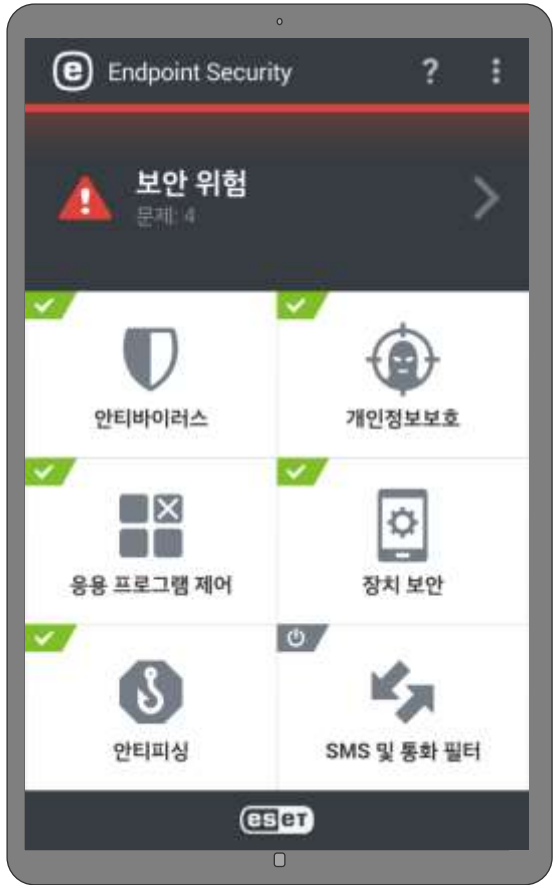 e Endpoint Security ?
보안 위험
문제: 4
안티바이러스
개인정보보호
응용 프로그램 제어
장치 보안
안티피싱
SMS 및 통화 필터
eseT